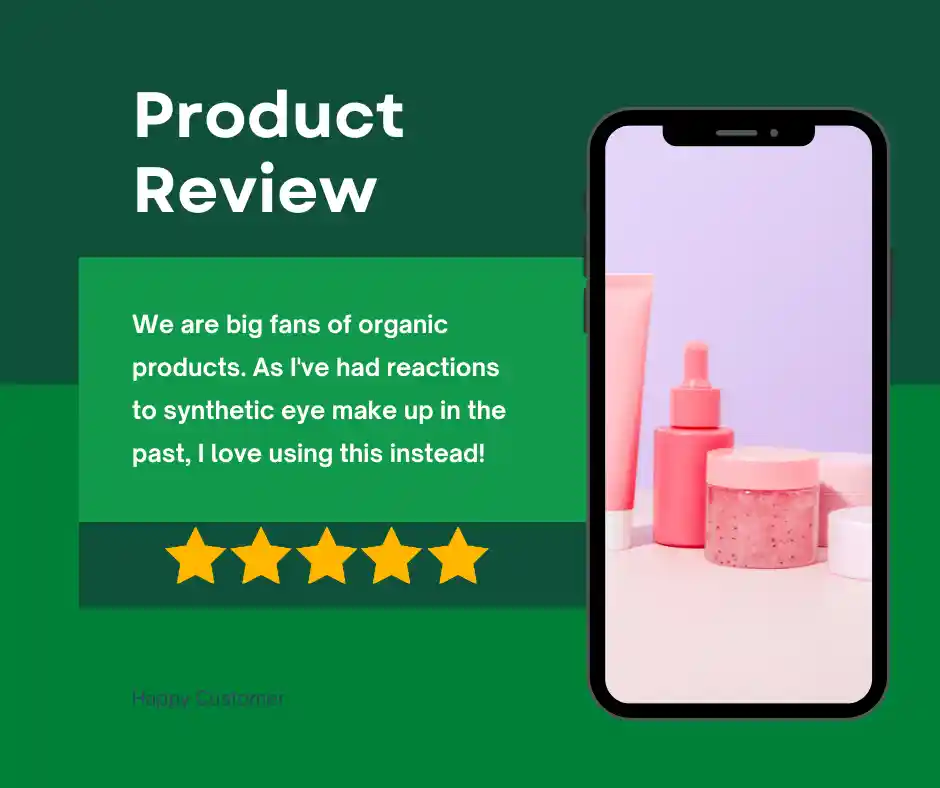 Product
Review
We are big fans of organic
products. As I've had reactions
to synthetic eye make up in the
past, I love using this instead!
Happy Customer